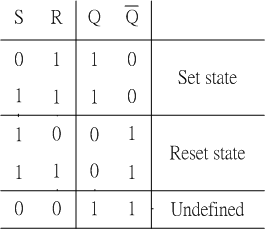 S R Q Q̅
0 1 1 0
1 1 1 0
Set state
1 0 0 1
1 1 0 1
Reset state
0 0 1 1 Undefined